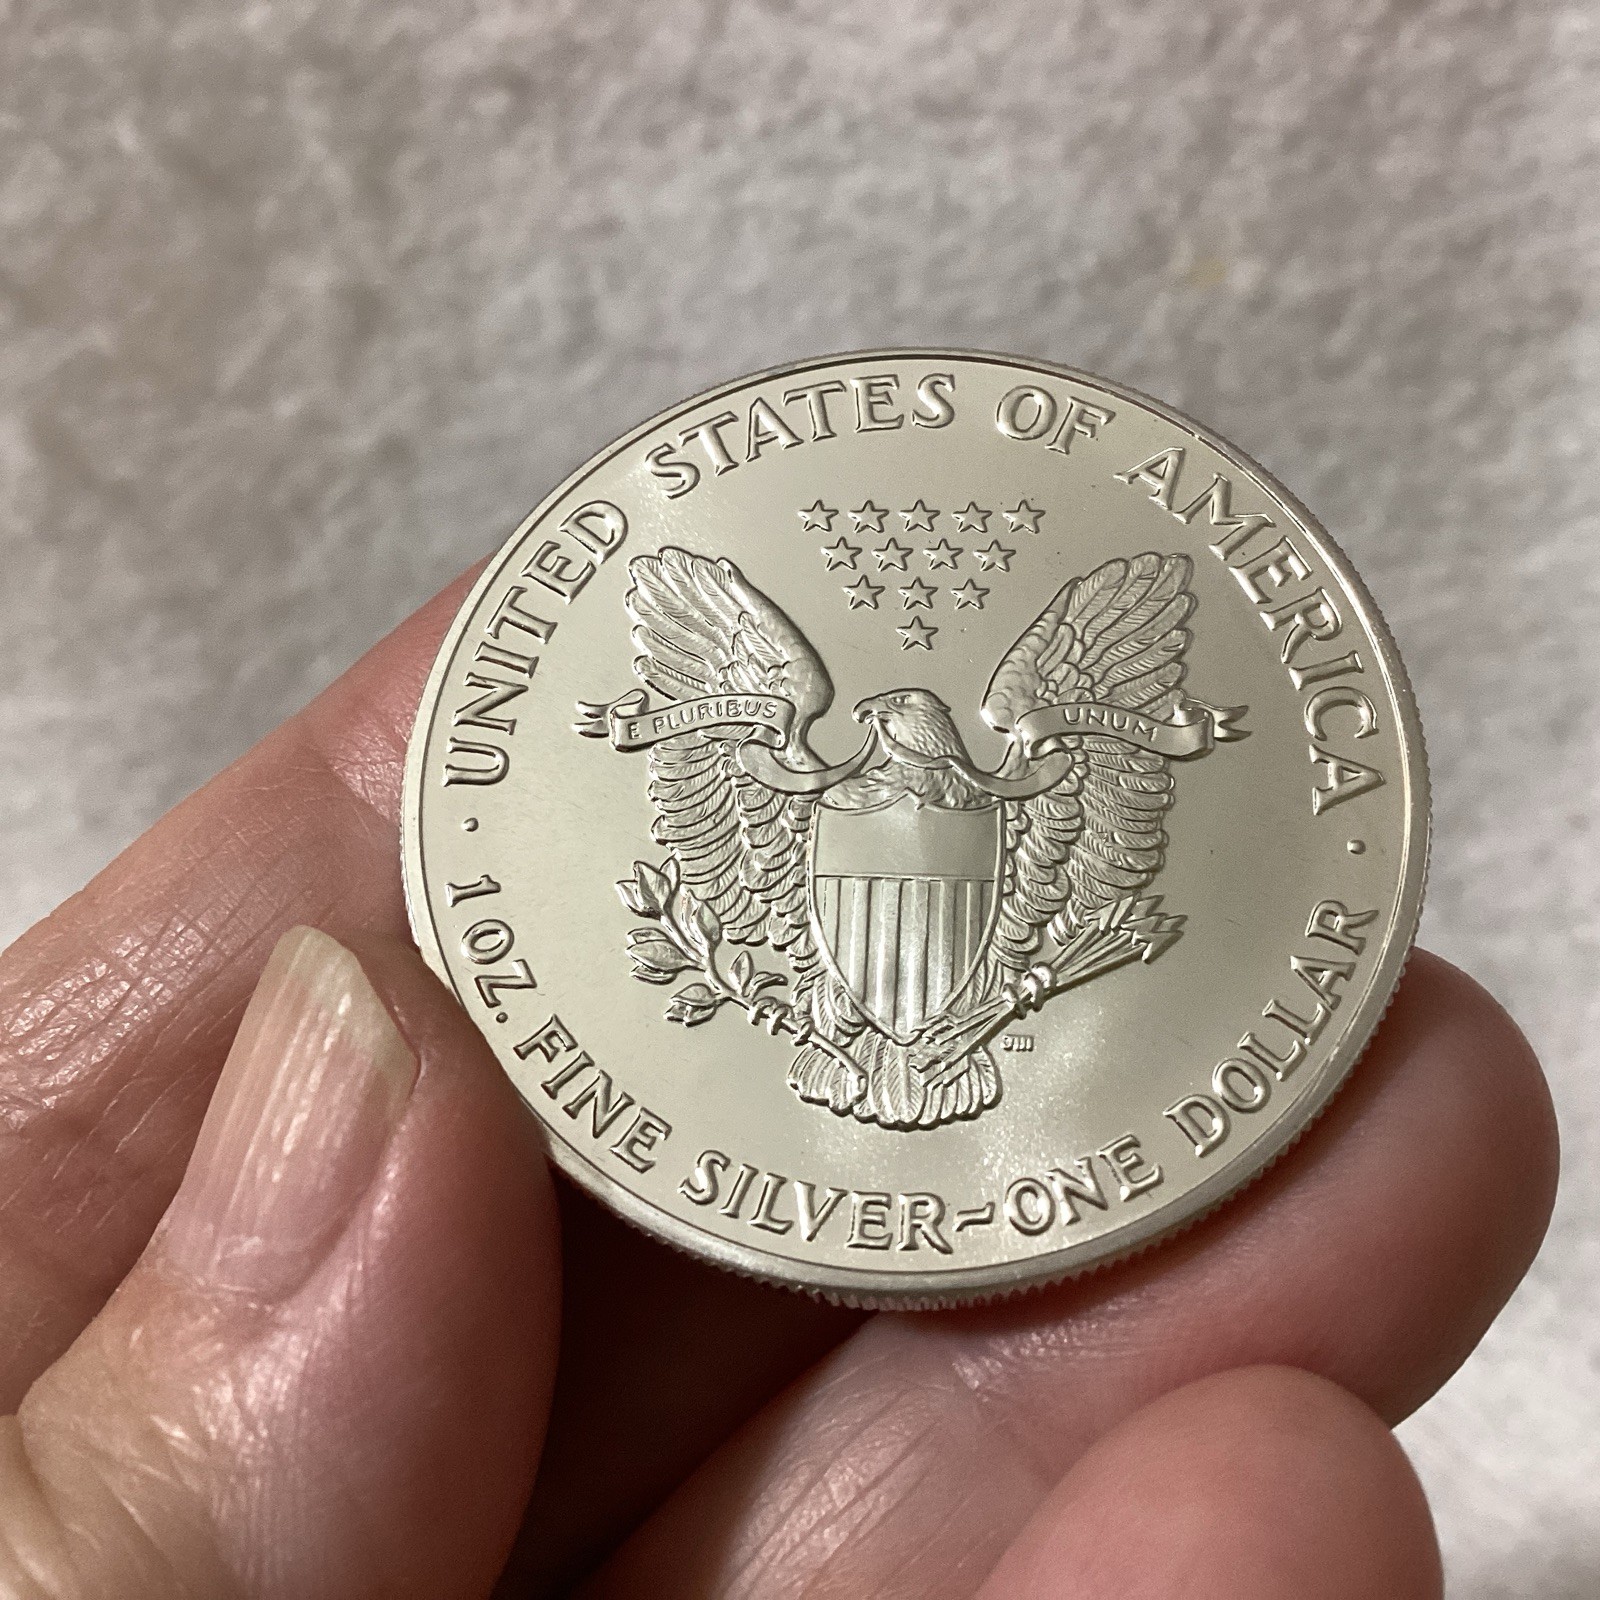 · UNITED STATES OF AMERICA ·
E PLURIBUS UNUM
1 OZ. FINE SILVER~ONE DOLLAR